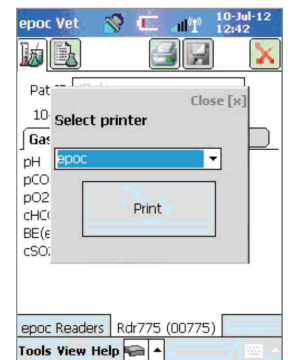 epoc Vet 10-Jul-12
12:42
Pat
Close [x]
10-
Select printer
Gas
epoc
pH
pCO
pO2
Print
cHC
BE(e
cSO
epoc Readers Rdr775 (00775)
Tools View Help